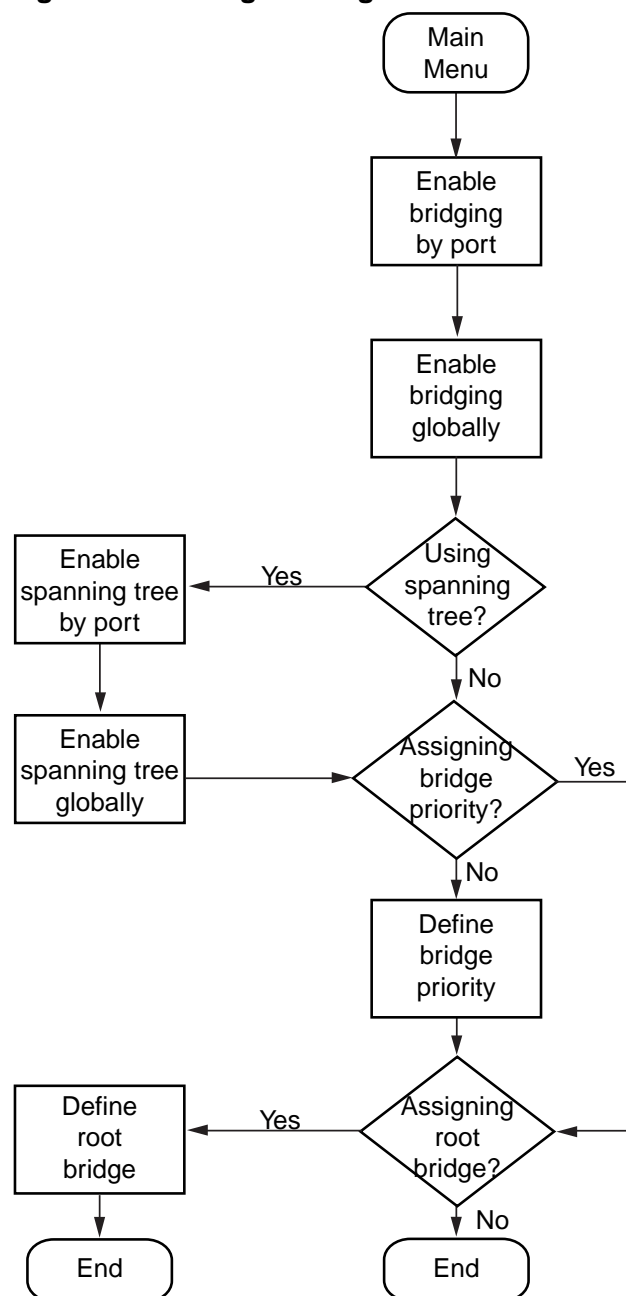 Main
Menu
Enable
bridging
by port
Enable
bridging
globally
Using
spanning
tree?
Yes
Enable
spanning tree
by port
No
Enable
spanning tree
globally
Assigning
bridge
priority?
Yes
No
Define
bridge
priority
Assigning
root
bridge?
Yes
Define
root
bridge
No
End
End